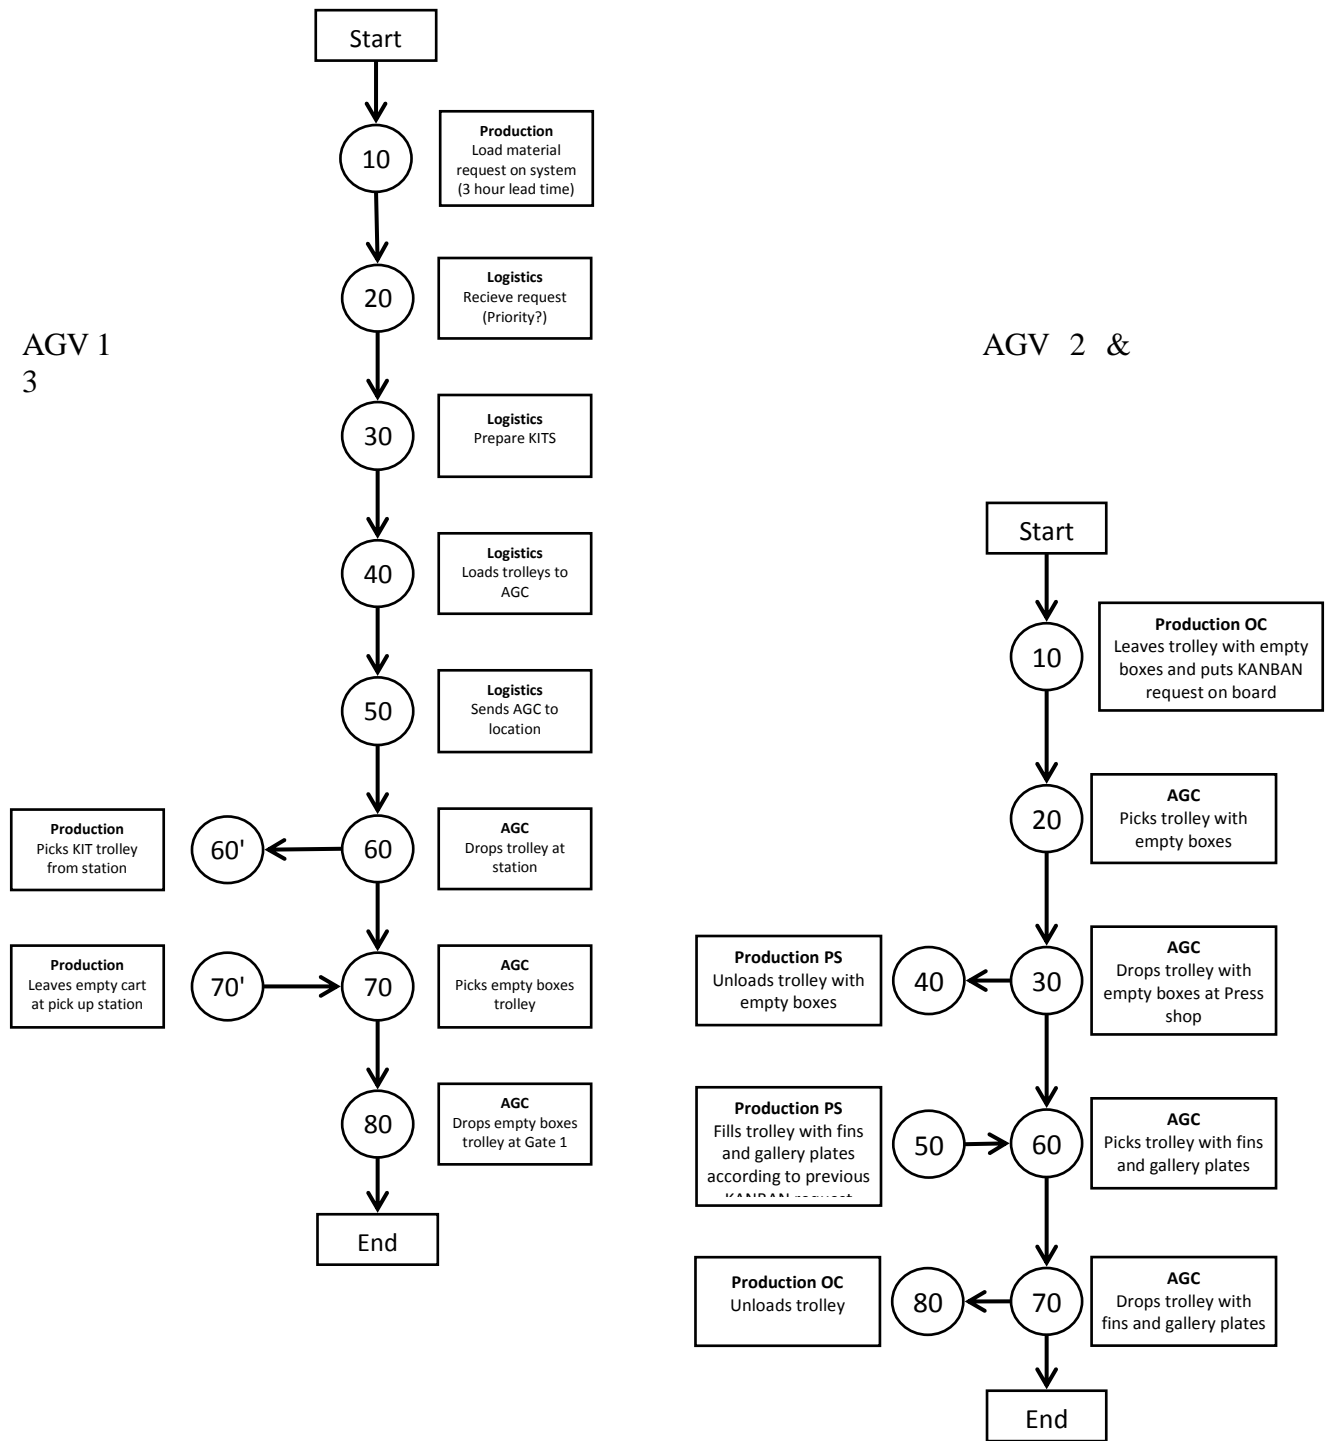 Start
10
Production
Load material
request on system
(3 hour lead time)
20
Logistics
Recieve request
(Priority?)
AGV 1
3
30
Logistics
Prepare KITS
40
Logistics
Loads trolleys to
AGC
50
Logistics
Sends AGC to
location
Production
Picks KIT trolley
from station
60'
60
AGC
Drops trolley at
station
Production
Leaves empty cart
at pick up station
70'
70
AGC
Picks empty boxes
trolley
80
AGC
Drops empty boxes
trolley at Gate 1
End
AGV 2 &
Start
10
Production OC
Leaves trolley with empty
boxes and puts KANBAN
request on board
20
AGC
Picks trolley with
empty boxes
Production PS
Unloads trolley with
empty boxes
40
30
AGC
Drops trolley with
empty boxes at Press
shop
Production PS
Fills trolley with fins
and gallery plates
according to previous
KANBAN request
50
60
AGC
Picks trolley with fins
and gallery plates
Production OC
Unloads trolley
80
70
AGC
Drops trolley with
fins and gallery plates
End